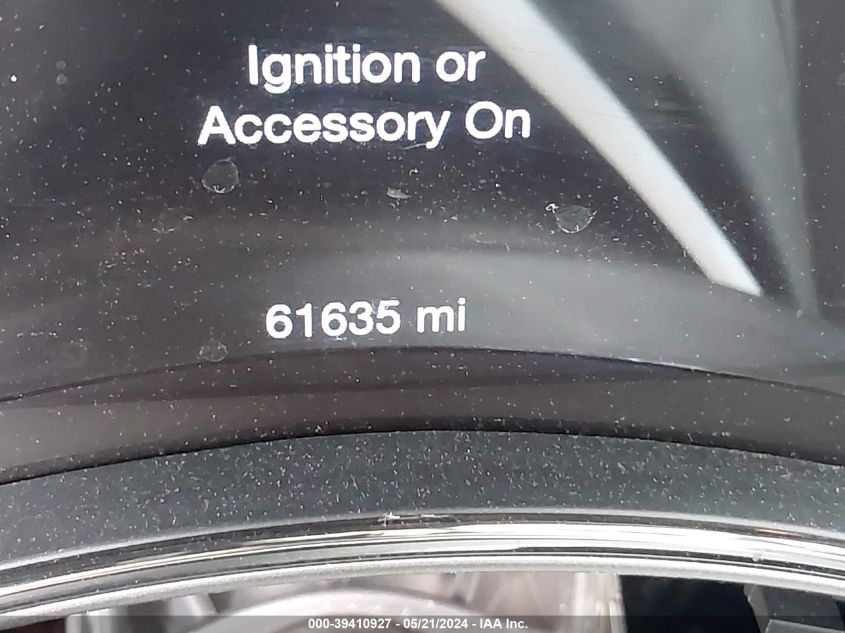 Ignition or
Accessory On
61635 mi
000-39410927 - 05/21/2024 - IAA Inc.